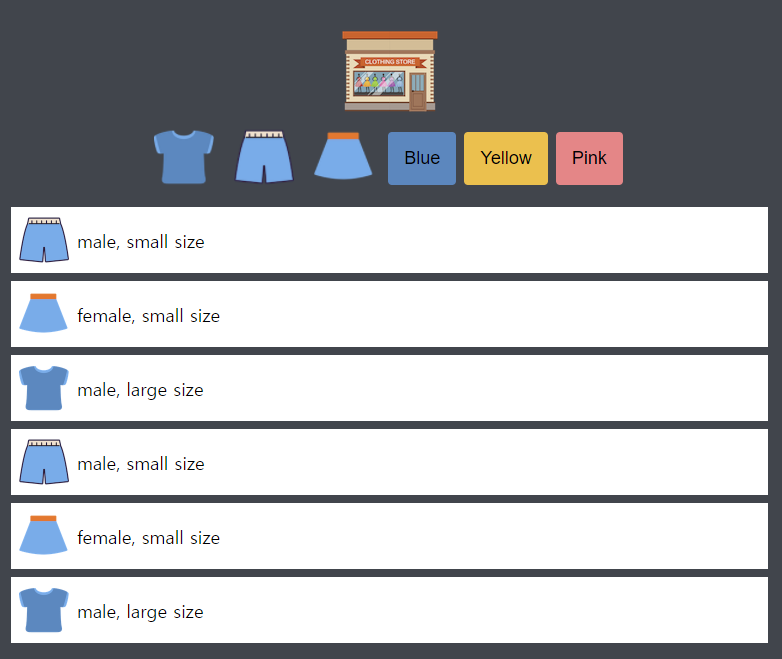 CLOTHING STORE
Blue
Yellow
Pink
male, small size
female, small size
male, large size
male, small size
female, small size
male, large size